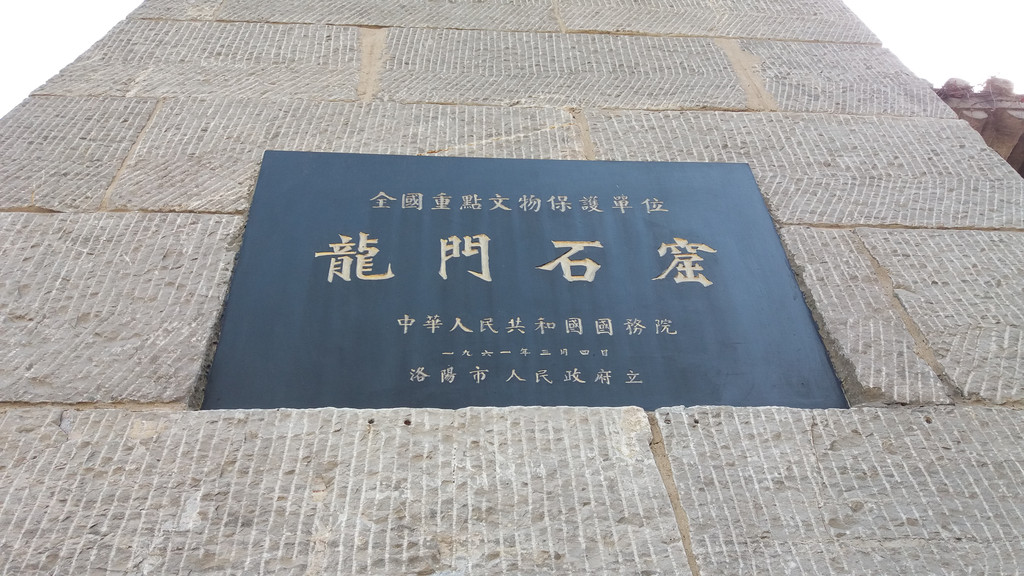 全國重點文物保護單位
龍門石窟
中華人民共和國國務院
一九六一年三月四日
洛陽市人民政府立